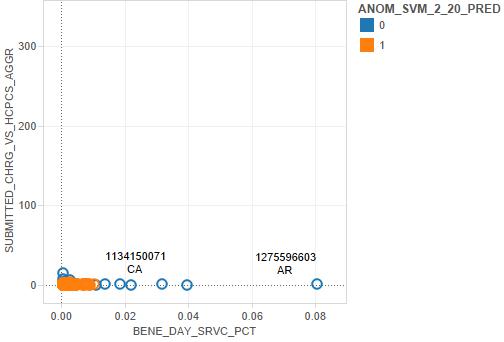 ANOM_SVM_2_20_PRED
0
1
SUBMITTED_CHRG_VS_HCPCS_AGGR
300
200
100
0
1134150071
CA
1275596603
AR
0.00
0.02
0.04
0.06
0.08
BENE_DAY_SRVC_PCT